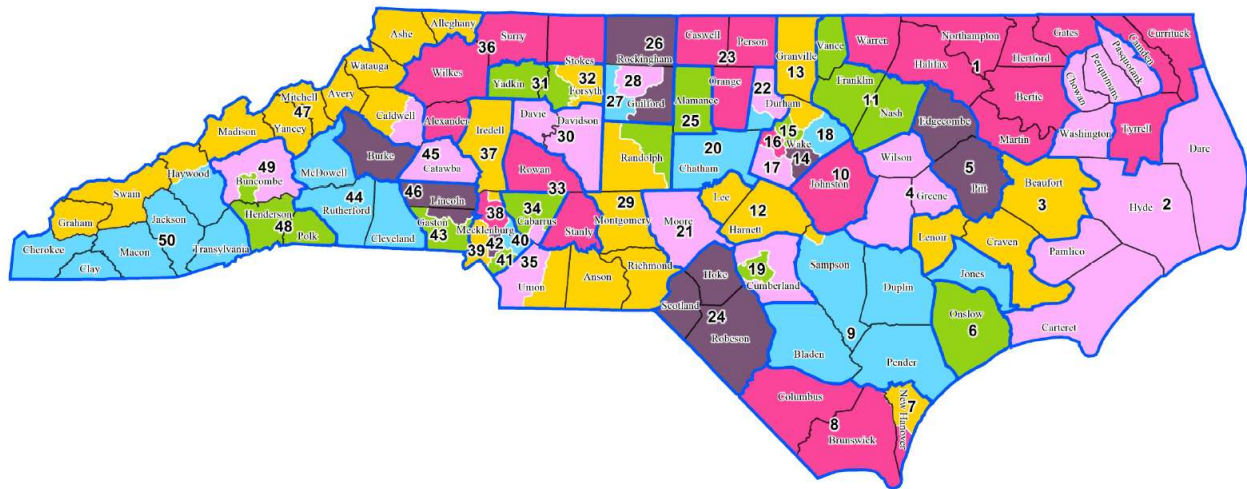 Alleghany
Ashe
36
Surry
Stokes
26
Rockingham
Caswell
Person
23
Granville
13
Vance
Warren
Northampton
Halifax
1
Hertford
Gates
Camden
Currituck
Pasquotank
Perquimans
Chowan
Bertie
Watauga
Wilkes
Yadkin
31
32
Forsyth
28
27
Guilford
Alamance
25
Orange
22
Durham
Franklin
11
Nash
Edgecombe
Martin
Washington
Tyrrell
Dare
Mitchell
47
Avery
Yancey
Caldwell
Alexander
Iredell
37
Davie
Davidson
30
Randolph
20
Chatham
15
16
Wake
18
14
17
Wilson
5
Pitt
Beaufort
3
Hyde
2
Madison
49
Buncombe
McDowell
Burke
45
Catawba
Rowan
33
Johnston
10
4
Greene
Haywood
Swain
Graham
Jackson
Henderson
48
Polk
44
Rutherford
Cleveland
46
Lincoln
Gaston
43
38
Mecklenburg
34
Cabarrus
Stanly
29
Montgomery
Moore
21
Lee
12
Harnett
Lenoir
Craven
Pamlico
Cherokee
Clay
Macon
50
Transylvania
39
42
40
41
35
Union
Anson
Richmond
Hoke
Scotland
24
Robeson
19
Cumberland
Sampson
Duplin
Jones
Onslow
6
Carteret
9
Bladen
Pender
Columbus
8
Brunswick
New Hanover
7